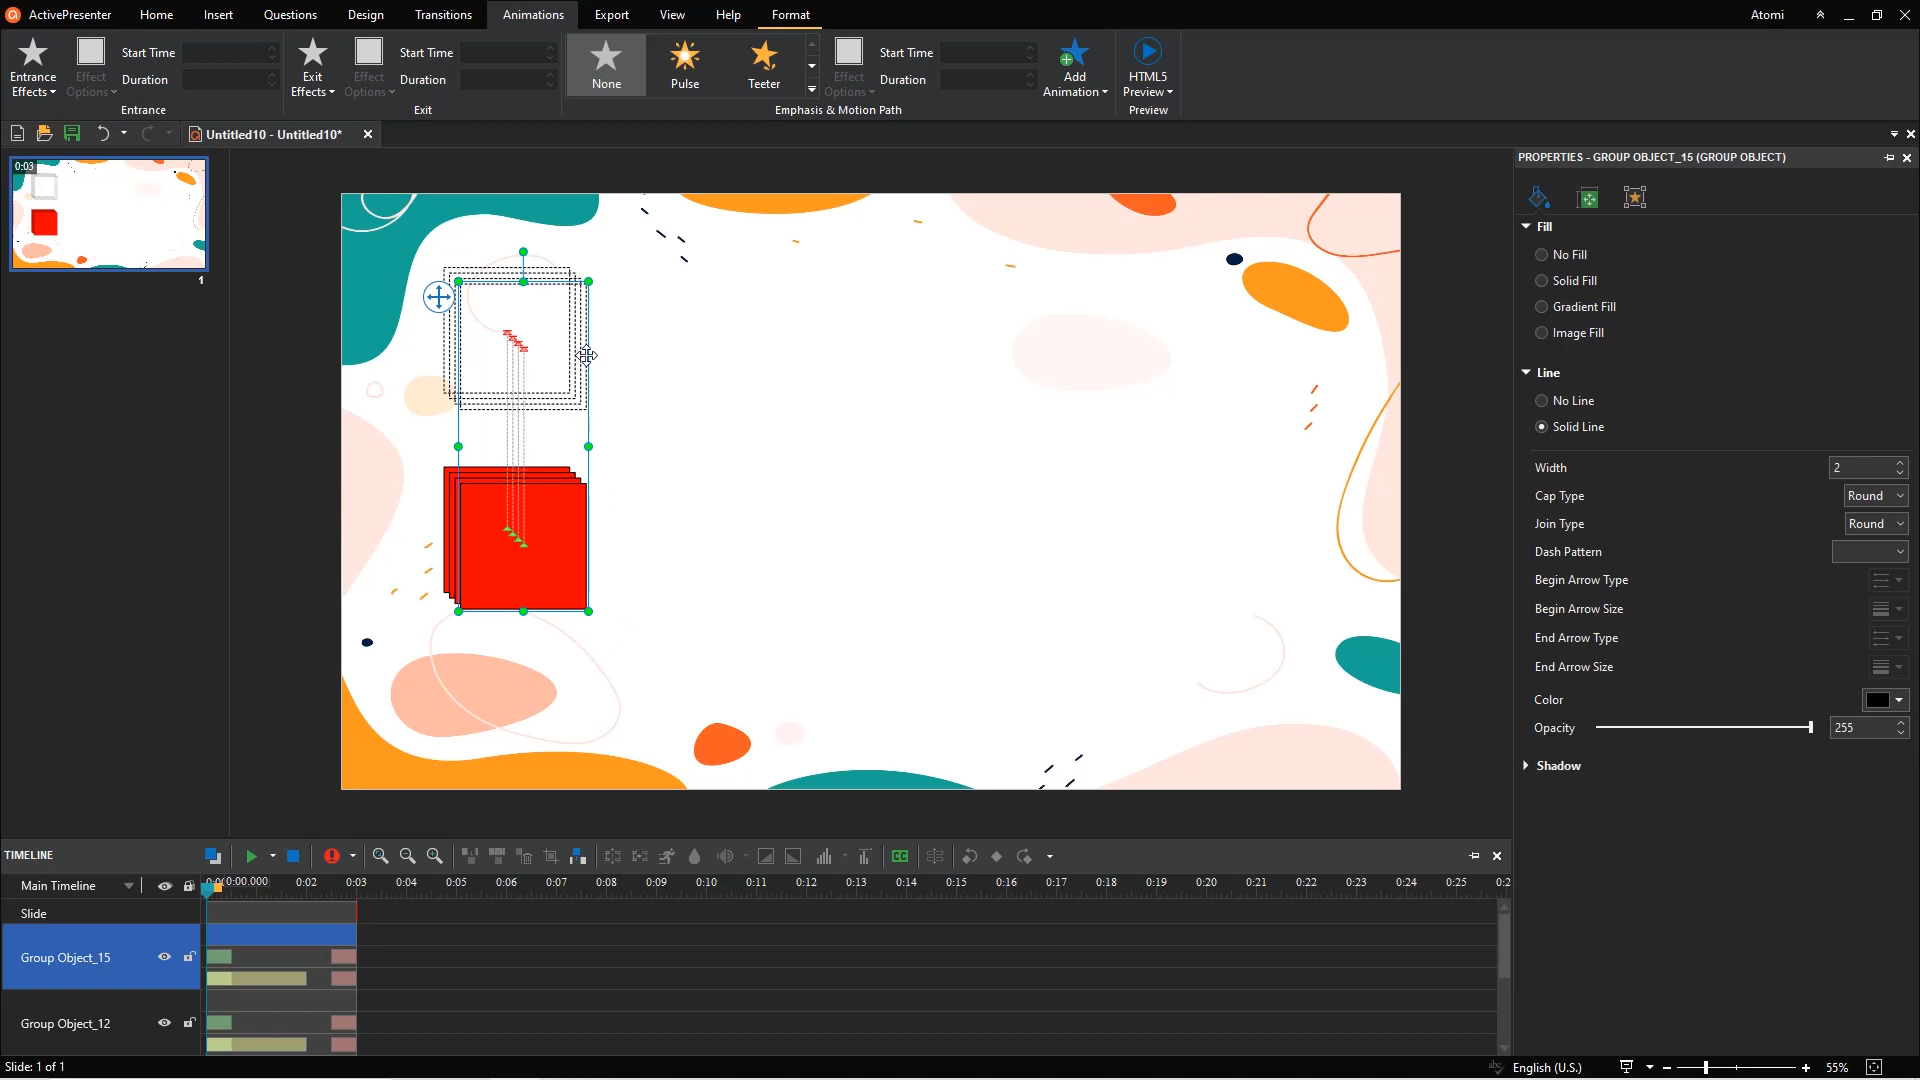 ActivePresenter Home Insert Questions Design Transitions Animations Export View Help Format Atomi
Entrance Effects
Effect Options
Start Time
Duration
Entrance
Exit Effects
Effect Options
Start Time
Duration
Exit
None
Pulse
Teeter
Effect Options
Start Time
Duration
Emphasis & Motion Path
Add Animation
HTML5 Preview
Preview
Untitled10 - Untitled10*
0:03
1
PROPERTIES - GROUP OBJECT_15 (GROUP OBJECT)
Fill
No Fill
Solid Fill
Gradient Fill
Image Fill
Line
No Line
Solid Line
Width 2
Cap Type Round
Join Type Round
Dash Pattern
Begin Arrow Type
Begin Arrow Size
End Arrow Type
End Arrow Size
Color
Opacity 255
Shadow
TIMELINE
CC
Main Timeline 0:00.000 0:02 0:03 0:04 0:05 0:06 0:07 0:08 0:09 0:10 0:11 0:12 0:13 0:14 0:15 0:16 0:17 0:18 0:19 0:20 0:21 0:22 0:23 0:24 0:25
Slide
Group Object_15
Group Object_12
Slide: 1 of 1
English (U.S.)
55%